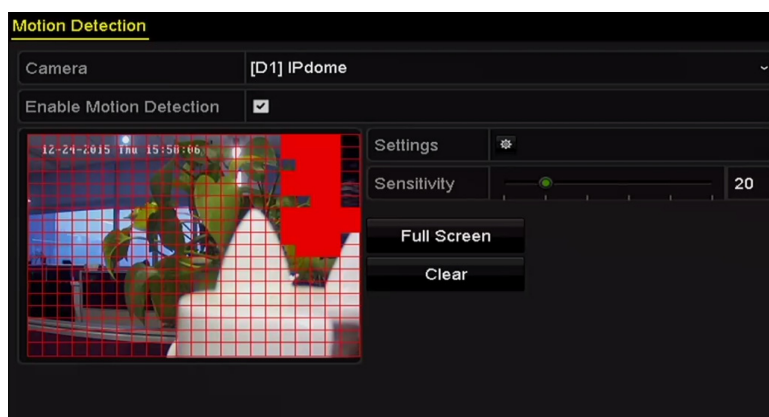 Motion Detection
Camera
[D1] IPdome
Enable Motion Detection
12-24-2015 Thu 15:50:06
Settings
Sensitivity
20
Full Screen
Clear